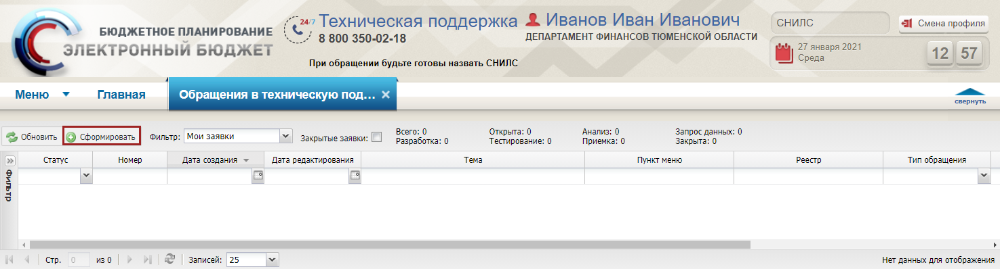 БЮДЖЕТНОЕ ПЛАНИРОВАНИЕ
ЭЛЕКТРОННЫЙ БЮДЖЕТ
24/7 Техническая поддержка
8 800 350-02-18
При обращении будьте готовы назвать СНИЛС
Иванов Иван Иванович
ДЕПАРТАМЕНТ ФИНАНСОВ ТЮМЕНСКОЙ ОБЛАСТИ
СНИЛС
Смена профиля
27 января 2021
Среда
12 57
Меню Главная Обращения в техническую под...
свернуть
Обновить Сформировать Фильтр: Мои заявки Закрытые заявки:
Всего: 0 Открыта: 0 Анализ: 0 Запрос данных: 0
Разработка: 0 Тестирование: 0 Приемка: 0 Закрыта: 0
Статус Номер Дата создания Дата редактирования Тема Пункт меню Реестр Тип обращения
Фильтр
Стр. 0 из 0 Записей: 25 Нет данных для отображения